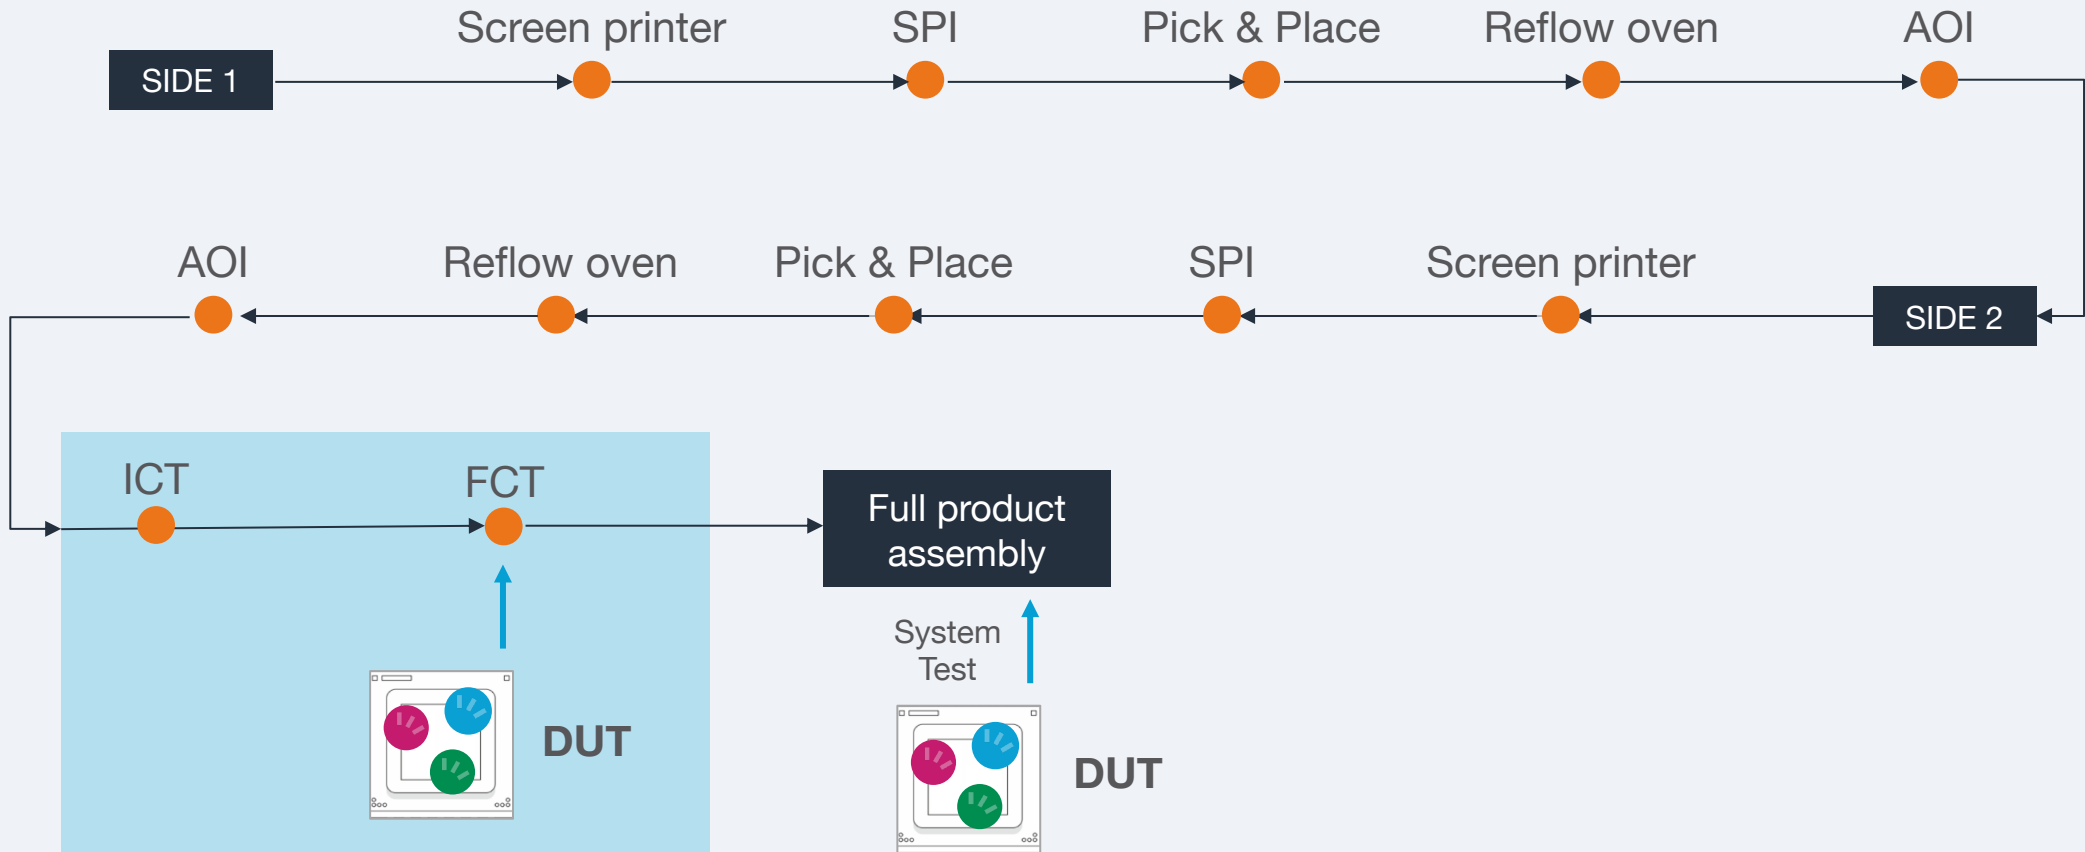 Screen printer
SPI
Pick & Place
Reflow oven
AOI
SIDE 1
AOI
Reflow oven
Pick & Place
SPI
Screen printer
SIDE 2
ICT
FCT
Full product
assembly
System
Test
DUT
DUT